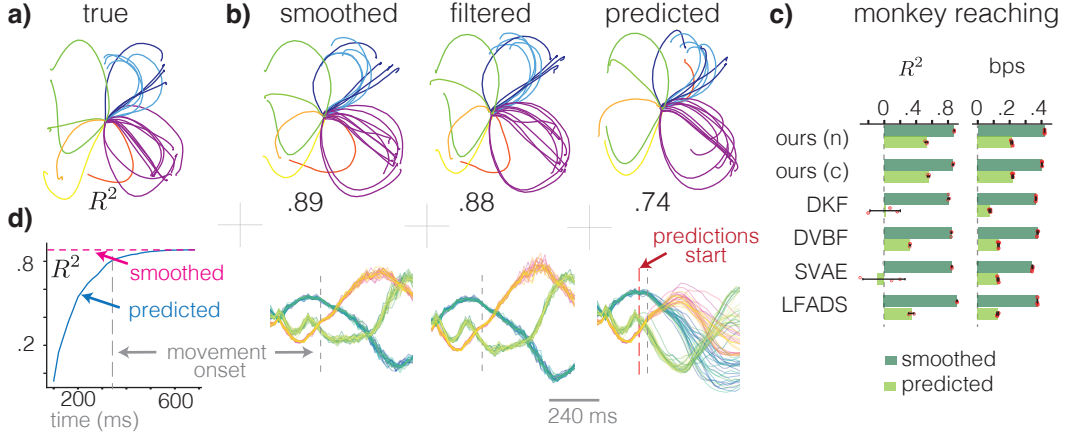 a)
true
R²
b)
smoothed
filtered
predicted
.89
.88
.74
predictions
start
240 ms
c)
monkey reaching
R²
bps
0 .4 .8
0 .2 .4
ours (n)
ours (c)
DKF
DVBF
SVAE
LFADS
smoothed
predicted
d)
R²
.8
.2
smoothed
predicted
movement
onset
200 600
time (ms)